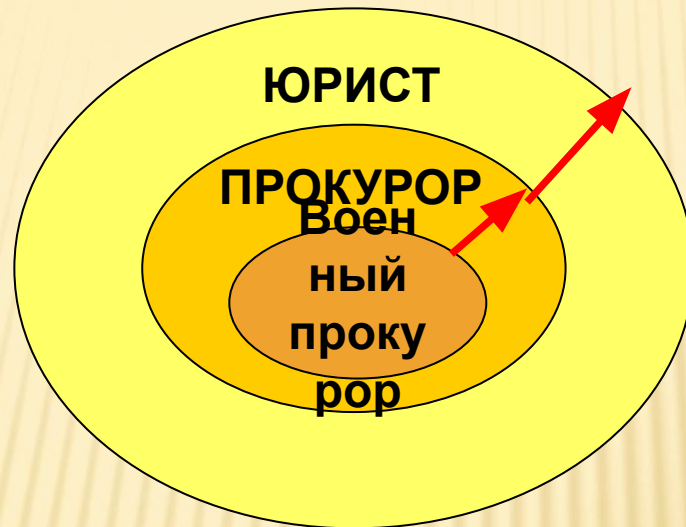 ЮРИСТ
ПРОКУРОР
Воен
ный
проку
рор